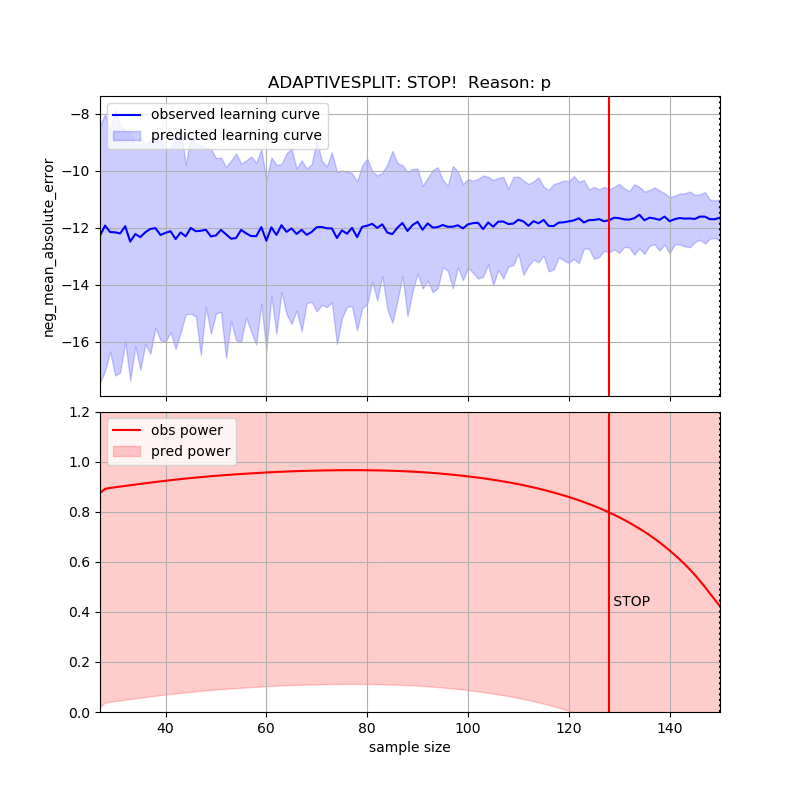 ADAPTIVESPLIT: STOP!  Reason: p
neg_mean_absolute_error
−8
−10
−12
−14
−16
observed learning curve
predicted learning curve
1.2
1.0
0.8
0.6
0.4
0.2
0.0
obs power
pred power
STOP
40 60 80 100 120 140
sample size